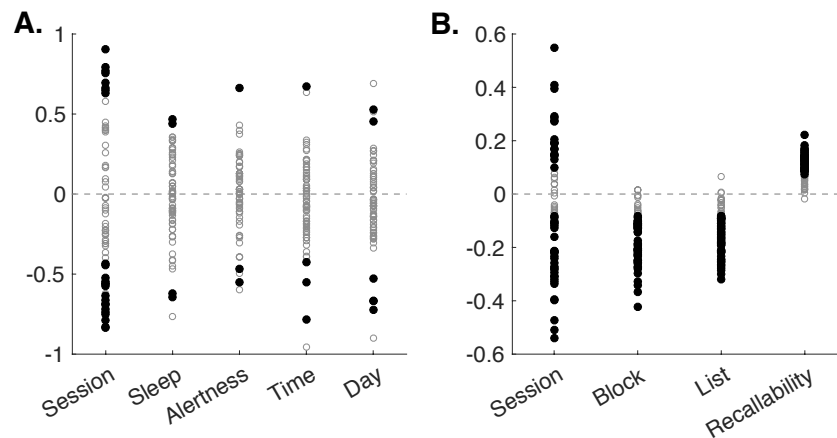 A.
1
0.5
0
-0.5
-1
Session
Sleep
Alertness
Time
Day
B.
0.6
0.4
0.2
0
-0.2
-0.4
-0.6
Session
Block
List
Recallability